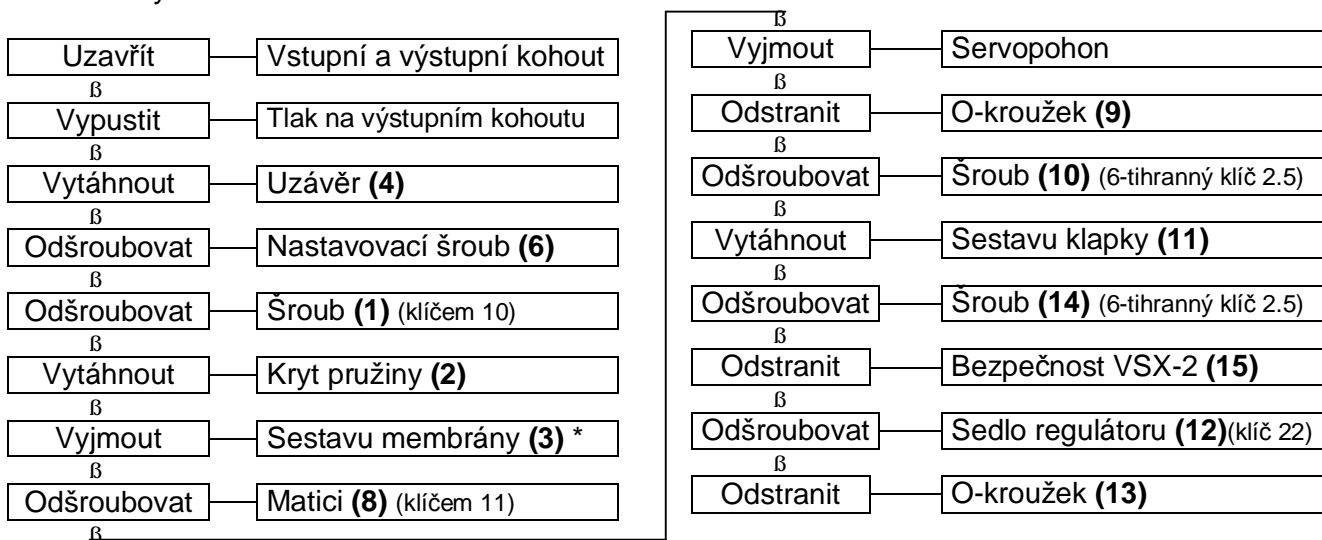 Uzavřít Vstupní a výstupní kohout
ß
Vypustit Tlak na výstupním kohoutu
ß
Vytáhnout Uzávěr (4)
ß
Odšroubovat Nastavovací šroub (6)
ß
Odšroubovat Šroub (1) (klíčem 10)
ß
Vytáhnout Kryt pružiny (2)
ß
Vyjmout Sestavu membrány (3) *
ß
Odšroubovat Matici (8) (klíčem 11)
ß
ß
Vyjmout Servopohon
ß
Odstranit O-kroužek (9)
ß
Odšroubovat Šroub (10) (6-tihranný klíč 2.5)
ß
Vytáhnout Sestavu klapky (11)
ß
Odšroubovat Šroub (14) (6-tihranný klíč 2.5)
ß
Odstranit Bezpečnost VSX-2 (15)
ß
Odšroubovat Sedlo regulátoru (12)(klíč 22)
ß
Odstranit O-kroužek (13)